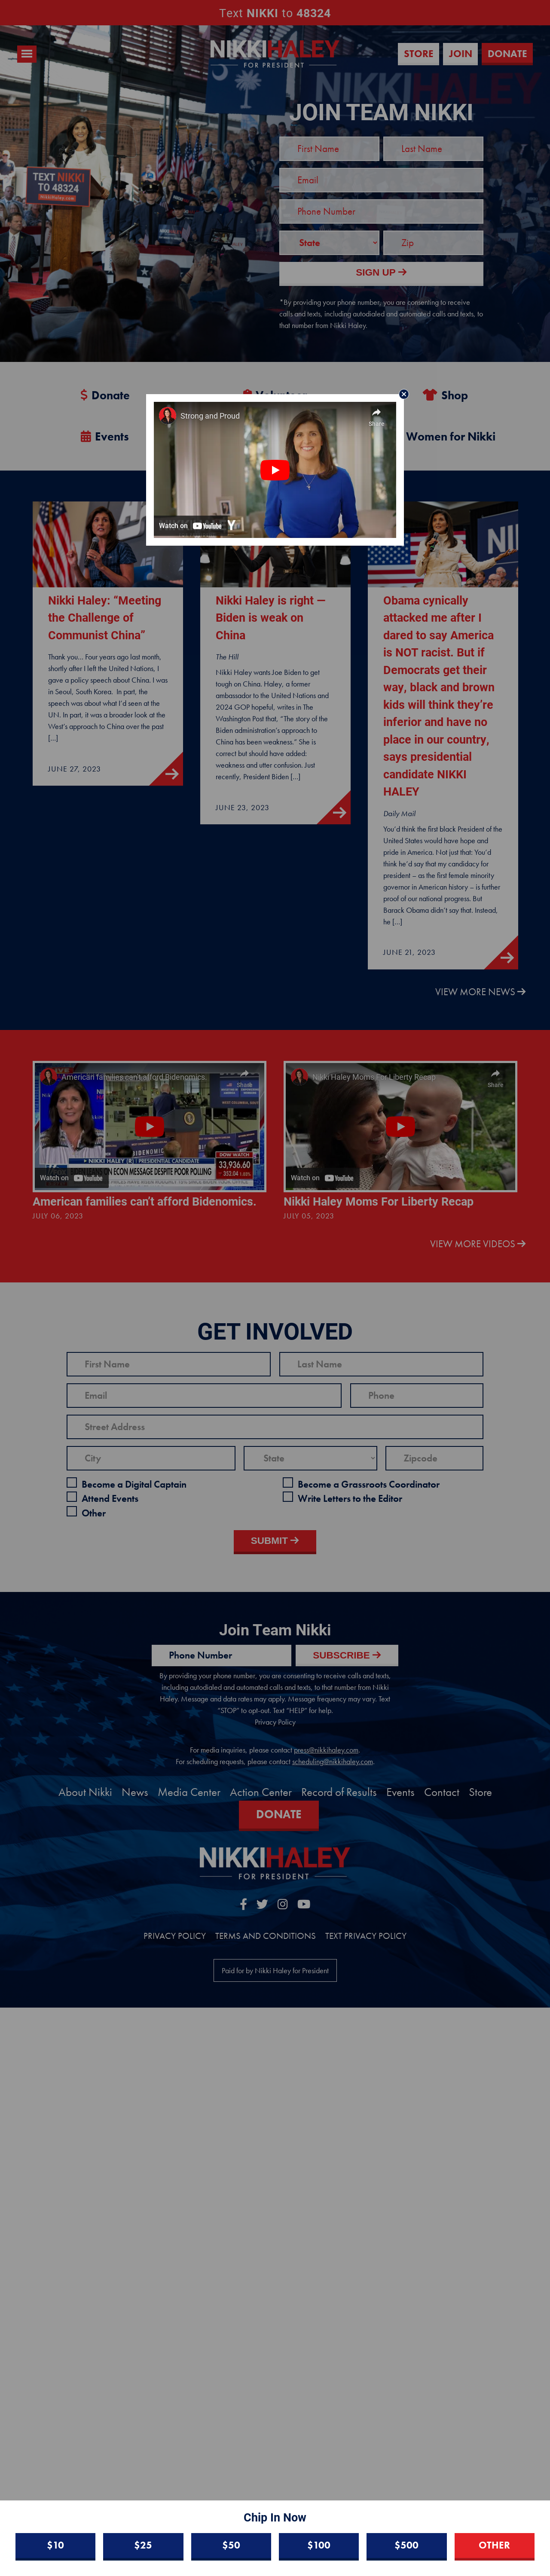 Text NIKKI to 48324
NIKKIHALEY
FOR PRESIDENT
STORE
JOIN
DONATE
TEXT NIKKI
TO 48324
NikkiHaley.com
JOIN TEAM NIKKI
First Name
Last Name
Email
Phone Number
State
Zip
SIGN UP
*By providing your phone number, you are consenting to receive
calls and texts, including autodialed and automated calls and texts, to
that number from Nikki Haley.
Donate
Volunteer
Shop
Events
Women for Nikki
Strong and Proud
Share
Watch on YouTube
Nikki Haley: “Meeting
the Challenge of
Communist China”
Thank you… Four years ago last month,
shortly after I left the United Nations, I
gave a policy speech about China. I was
in Seoul, South Korea. In part, the
speech was about what I’d seen at the
UN. In part, it was a broader look at the
West’s approach to China over the past
[…]
JUNE 27, 2023
Nikki Haley is right —
Biden is weak on
China
The Hill
Nikki Haley wants Joe Biden to get
tough on China. Haley, a former
ambassador to the United Nations and
2024 GOP hopeful, writes in The
Washington Post that, “The story of the
Biden administration’s approach to
China has been weakness.” She is
correct but should have added:
weakness and utter confusion. Just
recently, President Biden […]
JUNE 23, 2023
Obama cynically
attacked me after I
dared to say America
is NOT racist. But if
Democrats get their
way, black and brown
kids will think they’re
inferior and have no
place in our country,
says presidential
candidate NIKKI
HALEY
Daily Mail
You’d think the first black President of the
United States would have hope and
pride in America. Not just that: You’d
think he’d say that my candidacy for
president – as the first female minority
governor in American history – is further
proof of our national progress. But
Barack Obama didn’t say that. Instead,
he […]
JUNE 21, 2023
VIEW MORE NEWS
American families can't afford Bidenomics.
Share
NIKKI HALEY (R) | PRESIDENTIAL CANDIDATE
ON ECON MESSAGE DESPITE POOR POLLING
DOW WATCH
33,936.60
Watch on YouTube
American families can’t afford Bidenomics.
JULY 06, 2023
Nikki Haley Moms For Liberty Recap
Share
Watch on YouTube
Nikki Haley Moms For Liberty Recap
JULY 05, 2023
VIEW MORE VIDEOS
GET INVOLVED
First Name
Last Name
Email
Phone
Street Address
City
State
Zipcode
Become a Digital Captain
Become a Grassroots Coordinator
Attend Events
Write Letters to the Editor
Other
SUBMIT
Join Team Nikki
Phone Number
SUBSCRIBE
By providing your phone number, you are consenting to receive calls and texts,
including autodialed and automated calls and texts, to that number from Nikki
Haley. Message and data rates may apply. Message frequency may vary. Text
“STOP” to opt-out. Text “HELP” for help.
Privacy Policy
For media inquiries, please contact press@nikkihaley.com.
For scheduling requests, please contact scheduling@nikkihaley.com.
About Nikki
News
Media Center
Action Center
Record of Results
Events
Contact
Store
DONATE
NIKKIHALEY
FOR PRESIDENT
PRIVACY POLICY
TERMS AND CONDITIONS
TEXT PRIVACY POLICY
Paid for by Nikki Haley for President
Chip In Now
$10
$25
$50
$100
$500
OTHER